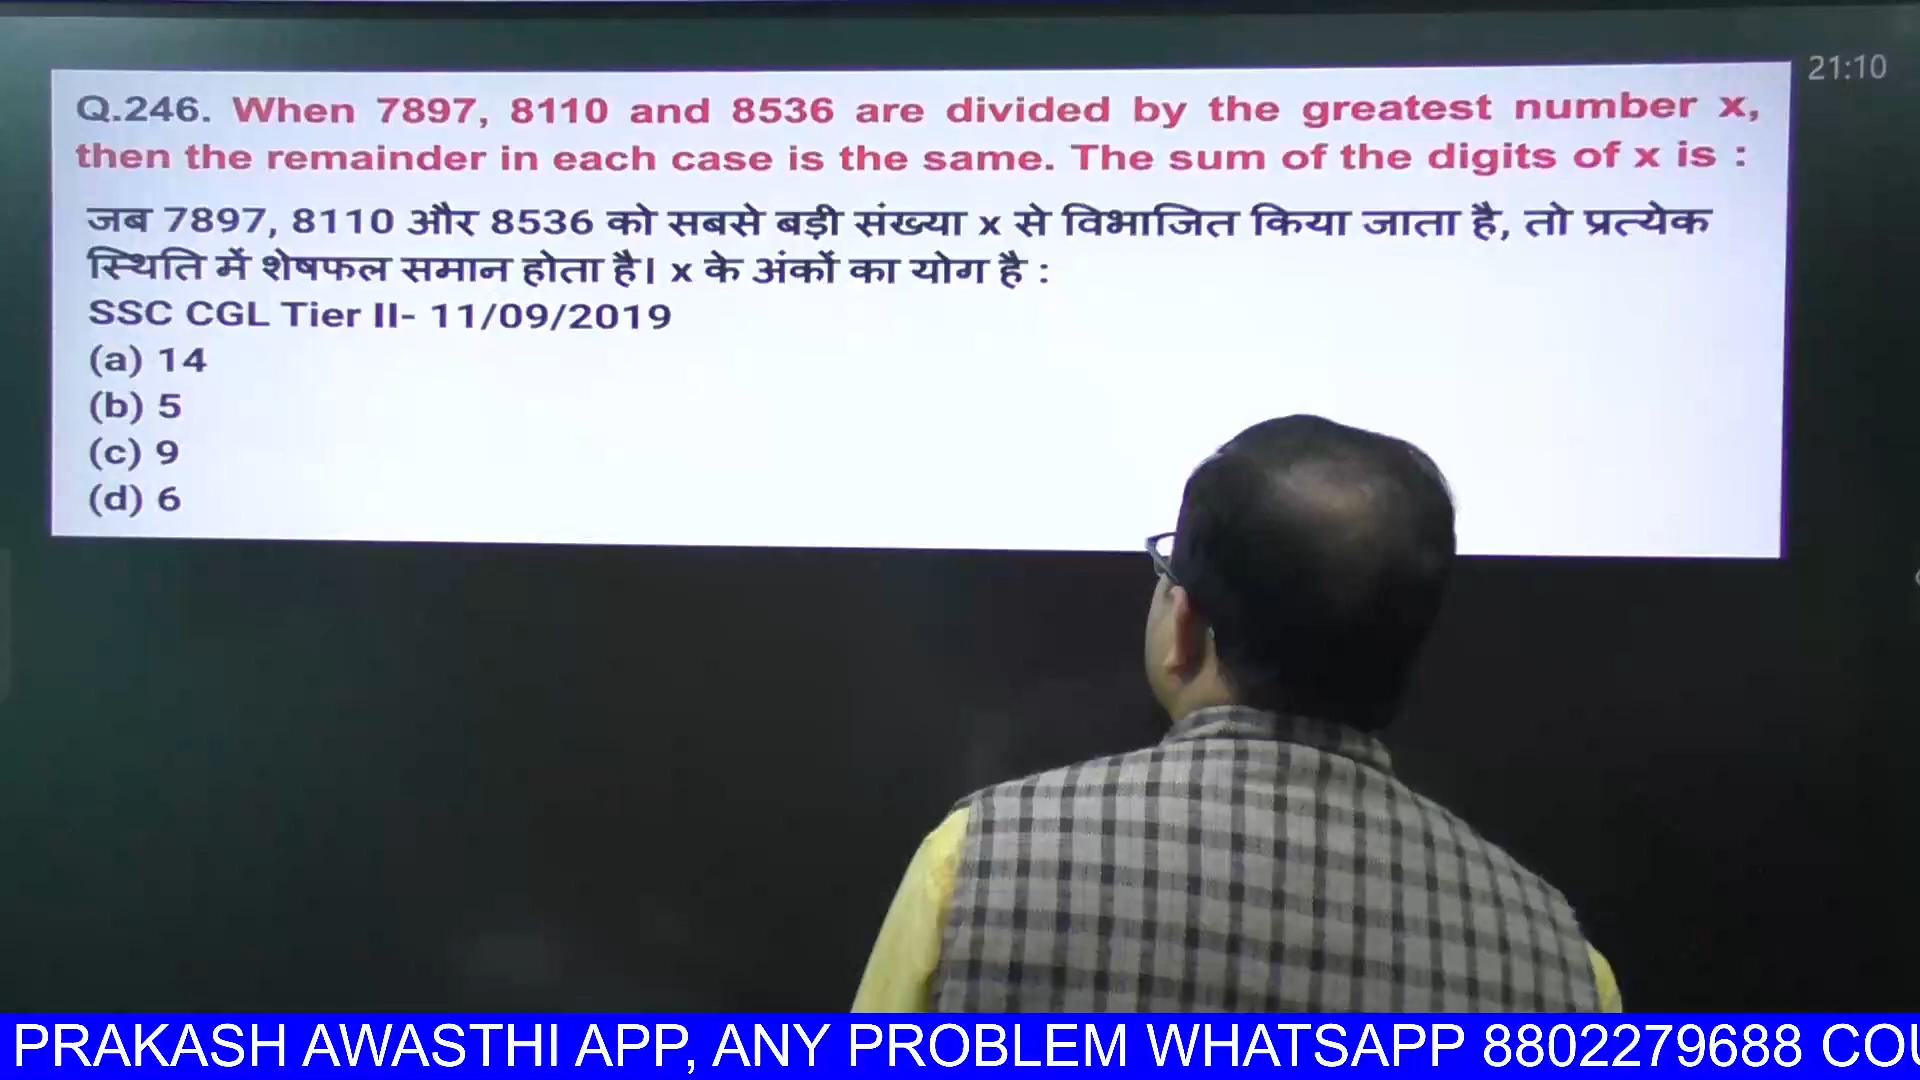 21:10
Q.246. When 7897, 8110 and 8536 are divided by the greatest number x,
then the remainder in each case is the same. The sum of the digits of x is :
जब 7897, 8110 और 8536 को सबसे बड़ी संख्या x से विभाजित किया जाता है, तो प्रत्येक
स्थिति में शेषफल समान होता है। x के अंकों का योग है :
SSC CGL Tier II- 11/09/2019
(a) 14
(b) 5
(c) 9
(d) 6
PRAKASH AWASTHI APP, ANY PROBLEM WHATSAPP 8802279688